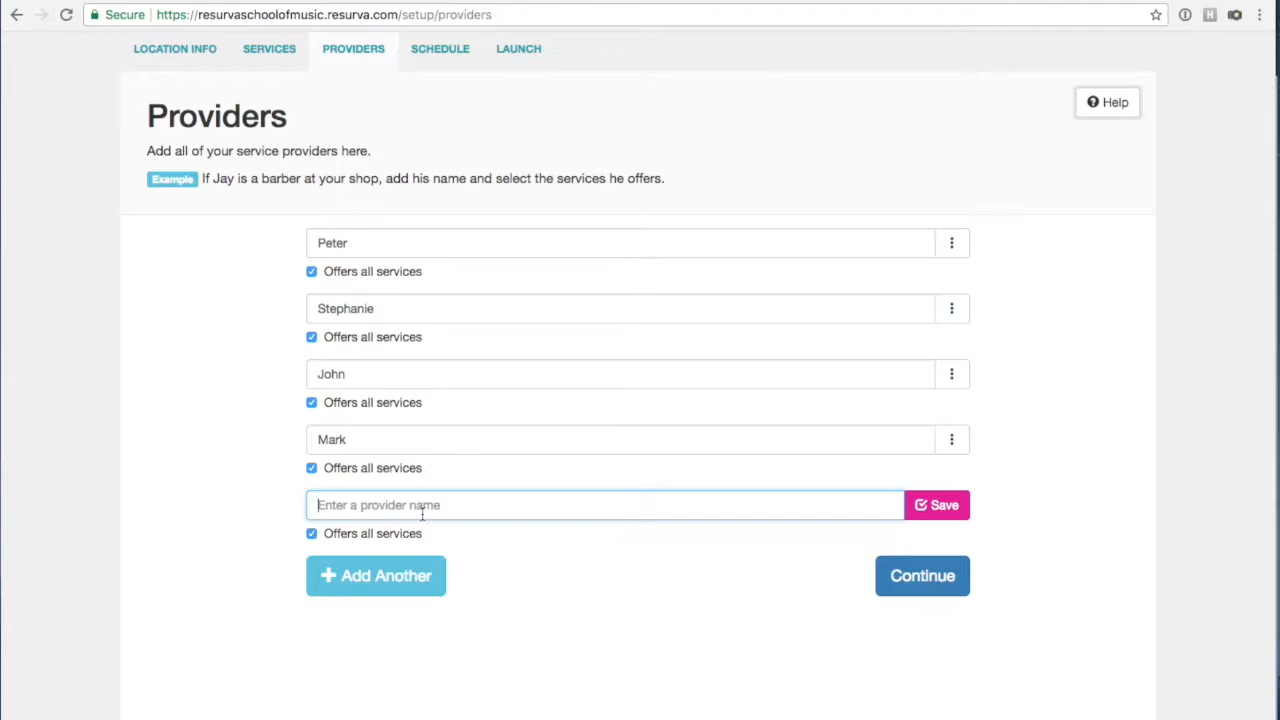 Secure https://resurvaschoolofmusic.resurva.com/setup/providers
LOCATION INFO SERVICES PROVIDERS SCHEDULE LAUNCH
Providers
Help
Add all of your service providers here.
Example If Jay is a barber at your shop, add his name and select the services he offers.
Peter
Offers all services
Stephanie
Offers all services
John
Offers all services
Mark
Offers all services
Enter a provider name Save
Offers all services
+ Add Another Continue